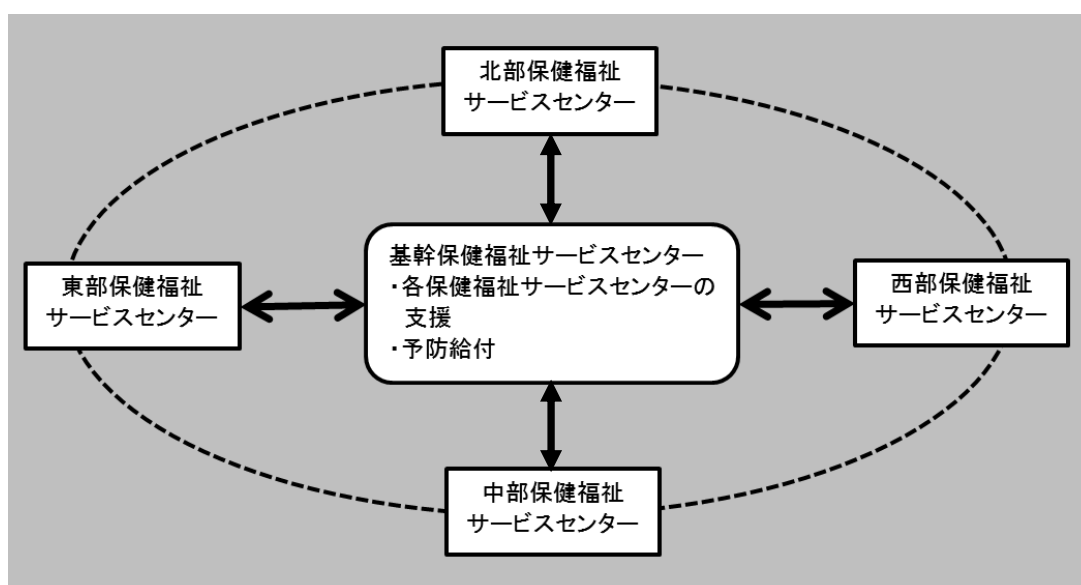 北部保健福祉
サービスセンター
基幹保健福祉サービスセンター
・各保健福祉サービスセンターの
支援
・予防給付
東部保健福祉
サービスセンター
西部保健福祉
サービスセンター
中部保健福祉
サービスセンター